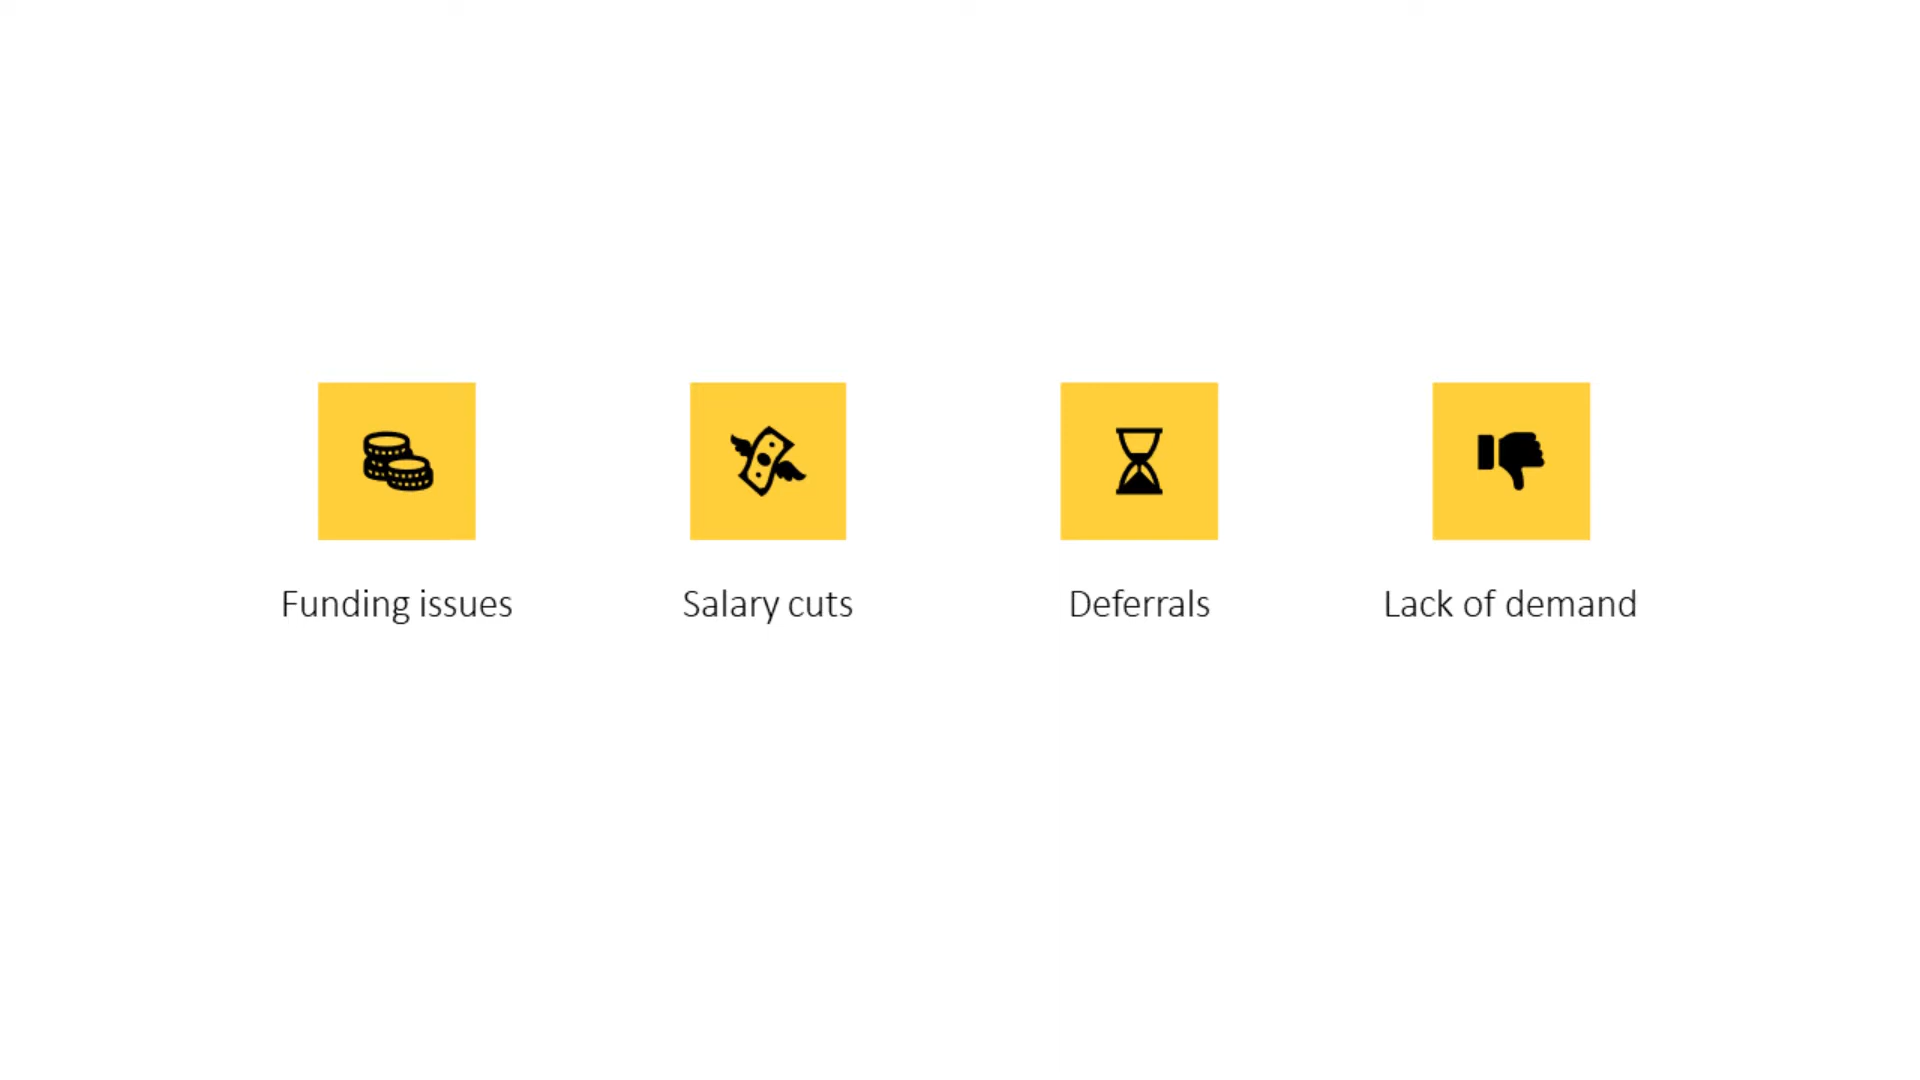 Funding issues
Salary cuts
Deferrals
Lack of demand